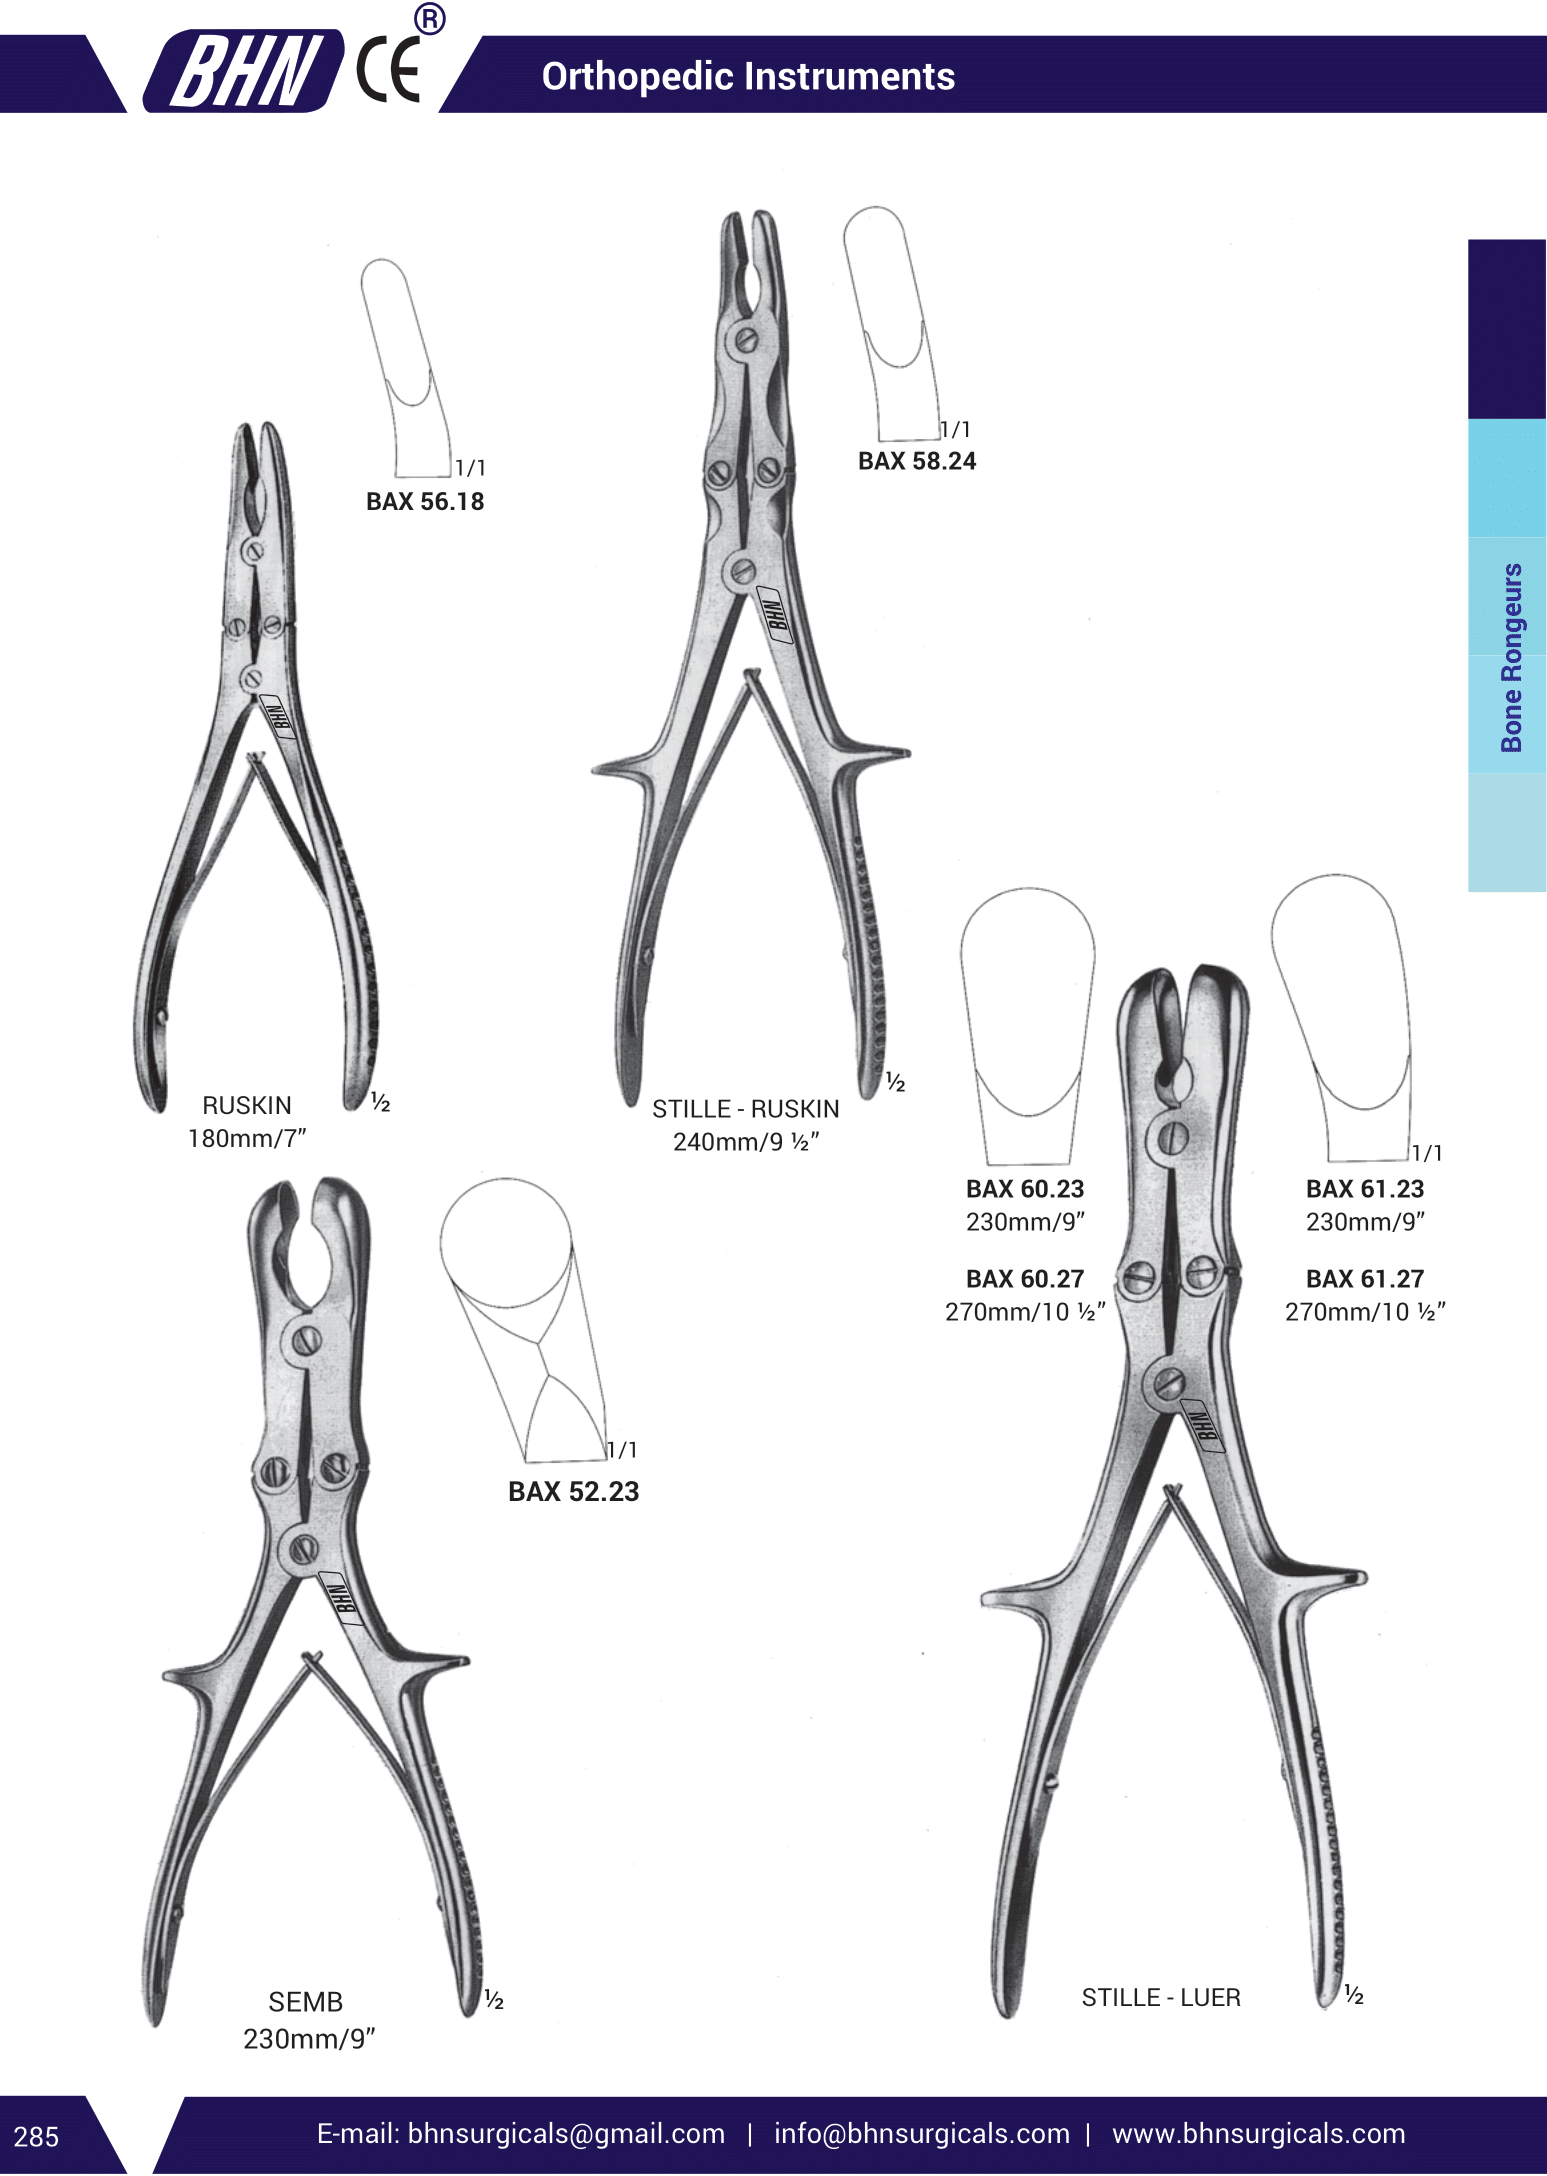 BHN CE ®
Orthopedic Instruments
1/1
BAX 56.18
1/1
BAX 58.24
Bone Rongeurs
BHN
BHN
½
RUSKIN
180mm/7”
½
STILLE - RUSKIN
240mm/9 ½”
BAX 60.23
230mm/9”
BAX 60.27
270mm/10 ½”
1/1
BAX 61.23
230mm/9”
BAX 61.27
270mm/10 ½”
1/1
BAX 52.23
BHN
BHN
½
SEMB
230mm/9”
½
STILLE - LUER
285
E-mail: bhnsurgicals@gmail.com | info@bhnsurgicals.com | www.bhnsurgicals.com